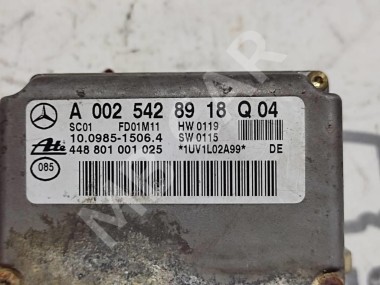 A 002 542 89 18 Q 04
SC01 FD01M11 HW 0119
10.0985-1506.4 SW 0115
Ate 448 801 001 025 *1UV1L02A99* DE
085